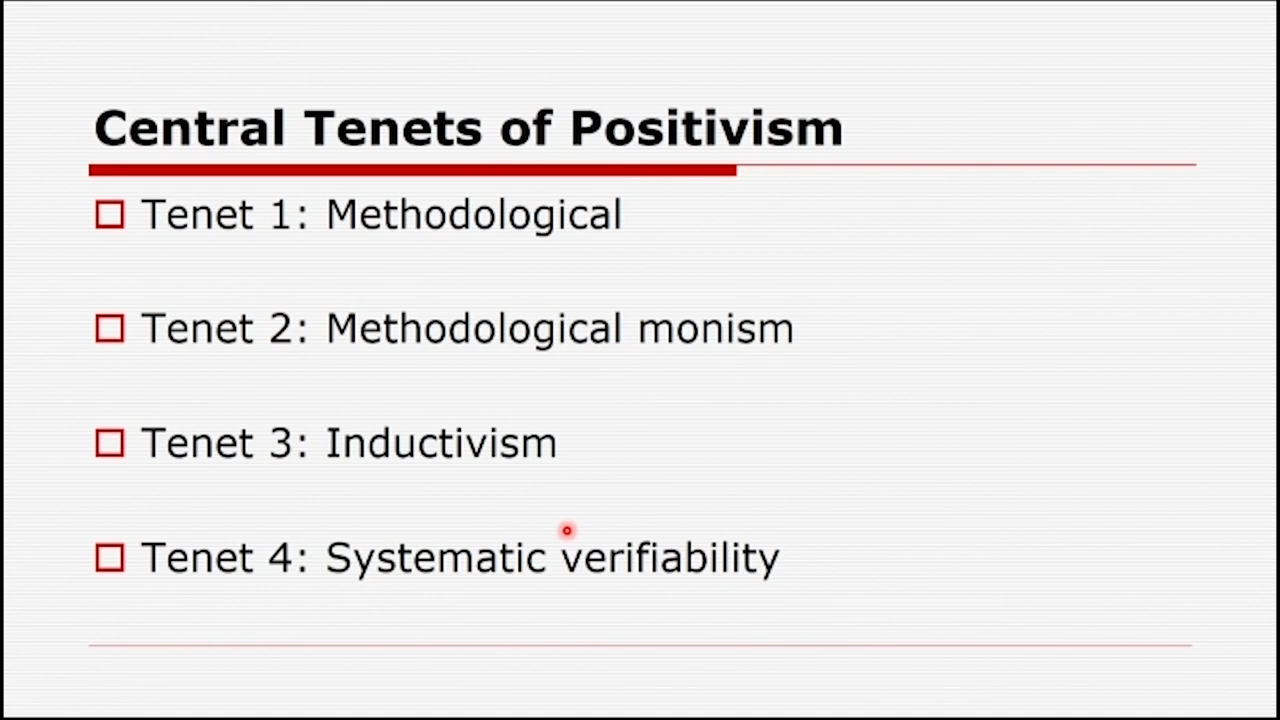 Central Tenets of Positivism
Tenet 1: Methodological
Tenet 2: Methodological monism
Tenet 3: Inductivism
Tenet 4: Systematic verifiability